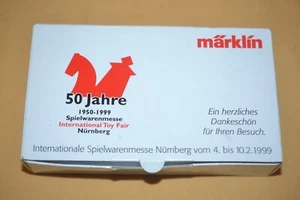 märklin
50 Jahre
1950-1999
Spielwarenmesse
International Toy Fair
Nürnberg
Ein herzliches
Dankeschön
für Ihren Besuch.
Internationale Spielwarenmesse Nürnberg vom 4. bis 10.2.1999